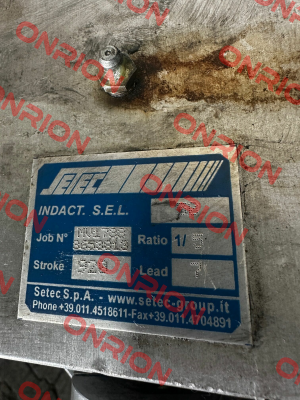 SETEC
INDACT. S.E.L.
Job N° Ratio 1/
Stroke Lead
Setec S.p.A. - www.setec-group.it
Phone +39.011.4518611-Fax+39.011.4704891
ONRION